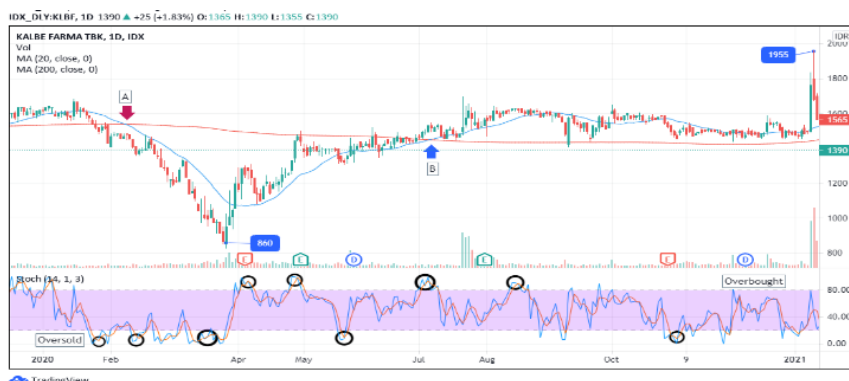 IDX_DLY:KLBF, 1D 1390 ▲ +25 (+1.83%) O:1365 H:1390 L:1355 C:1390
KALBE FARMA TBK, 1D, IDX
IDR
Vol
MA (20, close, 0)
MA (200, close, 0)
2000
1955
1800
A
1600
1565
1400
1390
B
1200
1000
860
800
E
E
D
E
E
D
Stoch (14, 1, 3)
Overbought
80.00
40.00
Oversold
0.00
2020 Feb Apr May Jul Aug Oct 9 2021
TradingView